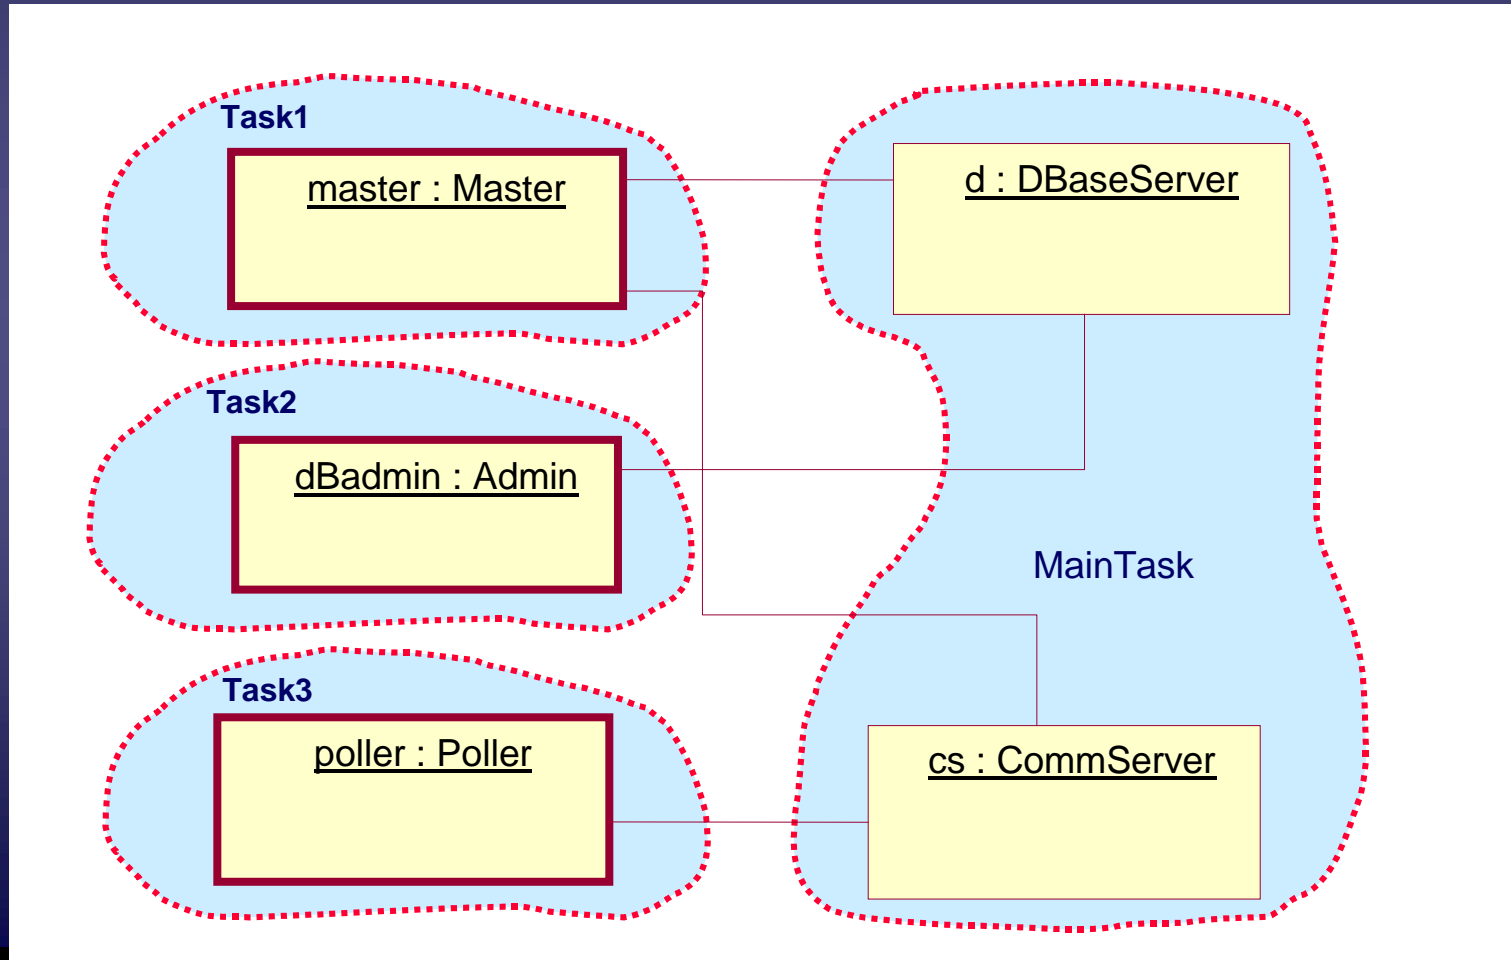 Task1
master : Master
d : DBaseServer
Task2
dBadmin : Admin
MainTask
Task3
poller : Poller
cs : CommServer